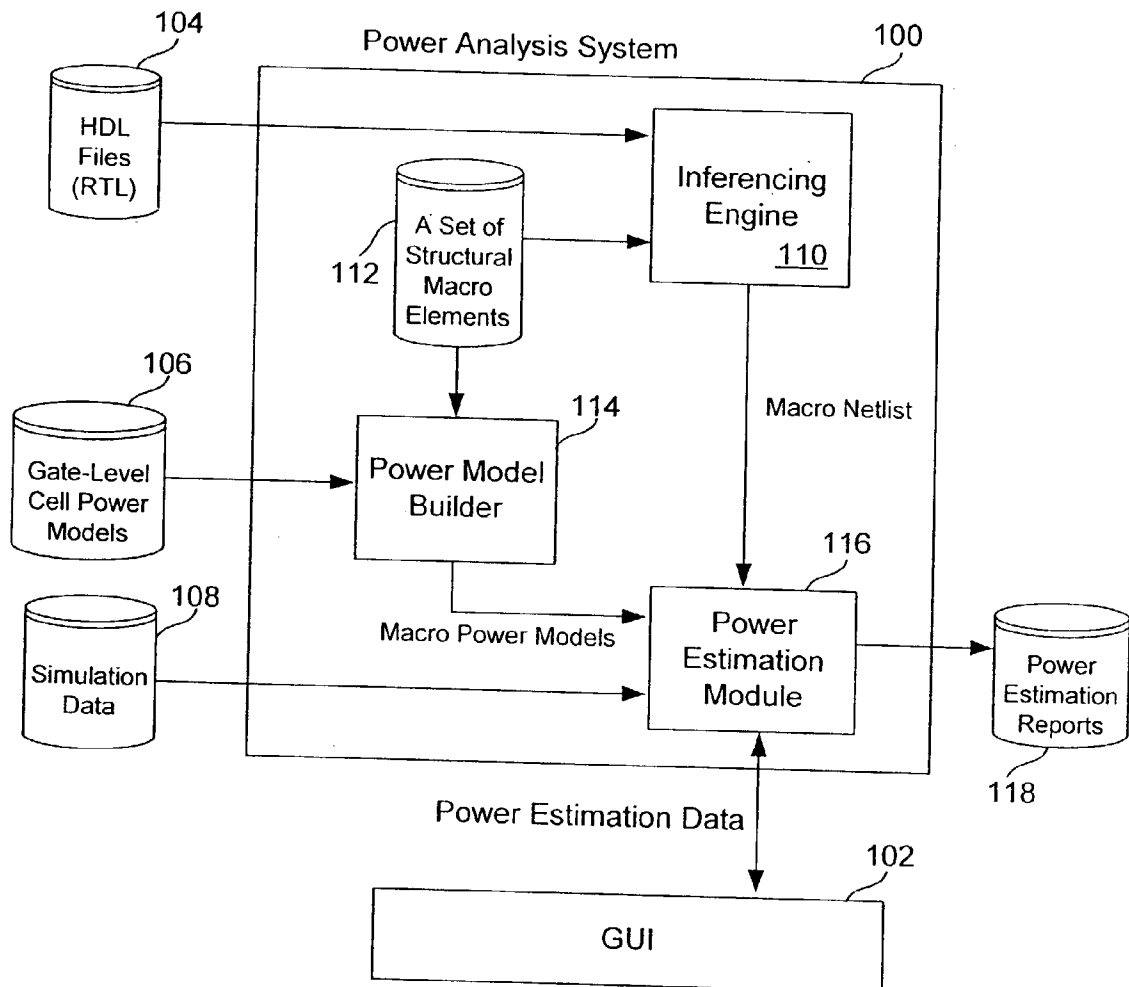 104
Power Analysis System
100
HDL
Files
(RTL)
Inferencing
Engine
110
112
A Set of
Structural
Macro
Elements
106
114
Macro Netlist
Gate-Level
Cell Power
Models
Power Model
Builder
116
108
Macro Power Models
Simulation
Data
Power
Estimation
Module
Power
Estimation
Reports
118
Power Estimation Data
102
GUI